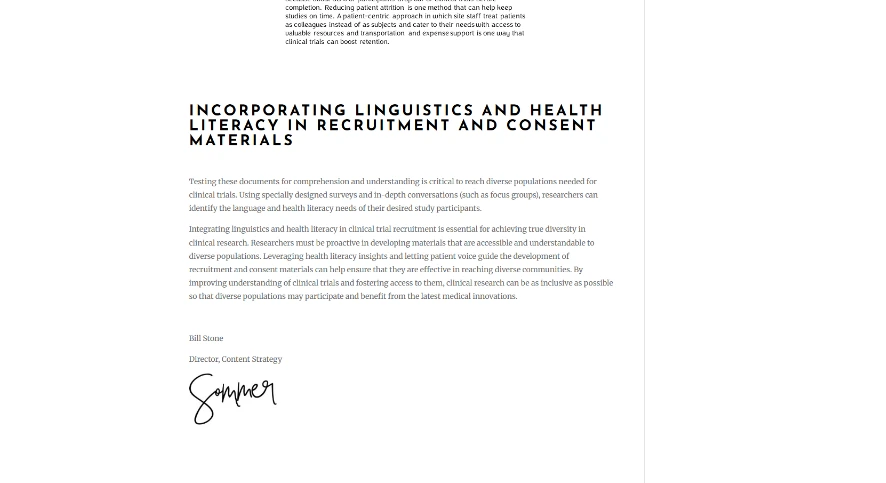 completion. Reducing patient attrition is one method that can help keep
studies on time. A patient-centric approach in which site staff treat patients
as colleagues instead of as subjects and cater to their needs with access to
valuable resources and transportation and expense support is one way that
clinical trials can boost retention.
INCORPORATING LINGUISTICS AND HEALTH
LITERACY IN RECRUITMENT AND CONSENT
MATERIALS
Testing these documents for comprehension and understanding is critical to reach diverse populations needed for
clinical trials. Using specially designed surveys and in-depth conversations (such as focus groups), researchers can
identify the language and health literacy needs of their desired study participants.
Integrating linguistics and health literacy in clinical trial recruitment is essential for achieving true diversity in
clinical research. Researchers must be proactive in developing materials that are accessible and understandable to
diverse populations. Leveraging health literacy insights and letting patient voice guide the development of
recruitment and consent materials can help ensure that they are effective in reaching diverse communities. By
improving understanding of clinical trials and fostering access to them, clinical research can be as inclusive as possible
so that diverse populations may participate and benefit from the latest medical innovations.
Bill Stone
Director, Content Strategy
Sommer